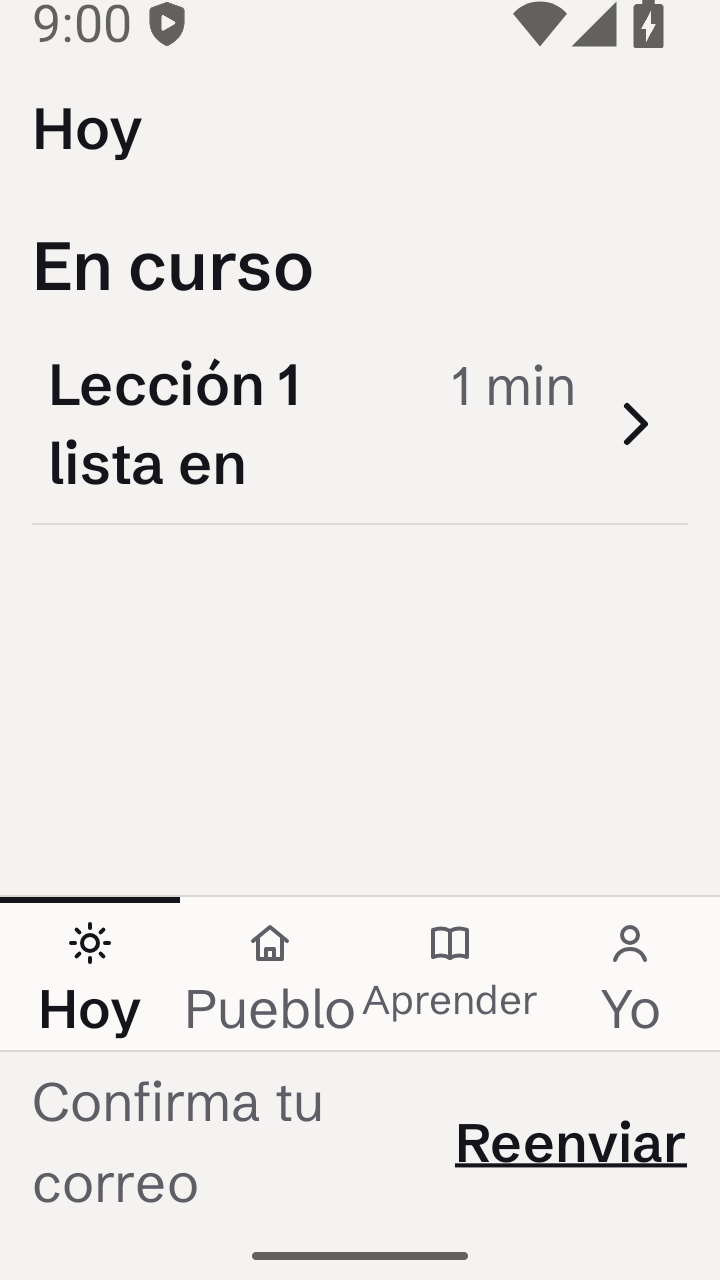 9:00
Hoy
En curso
Lección 1
lista en
1 min
Hoy
Pueblo
Aprender
Yo
Confirma tu
correo
Reenviar